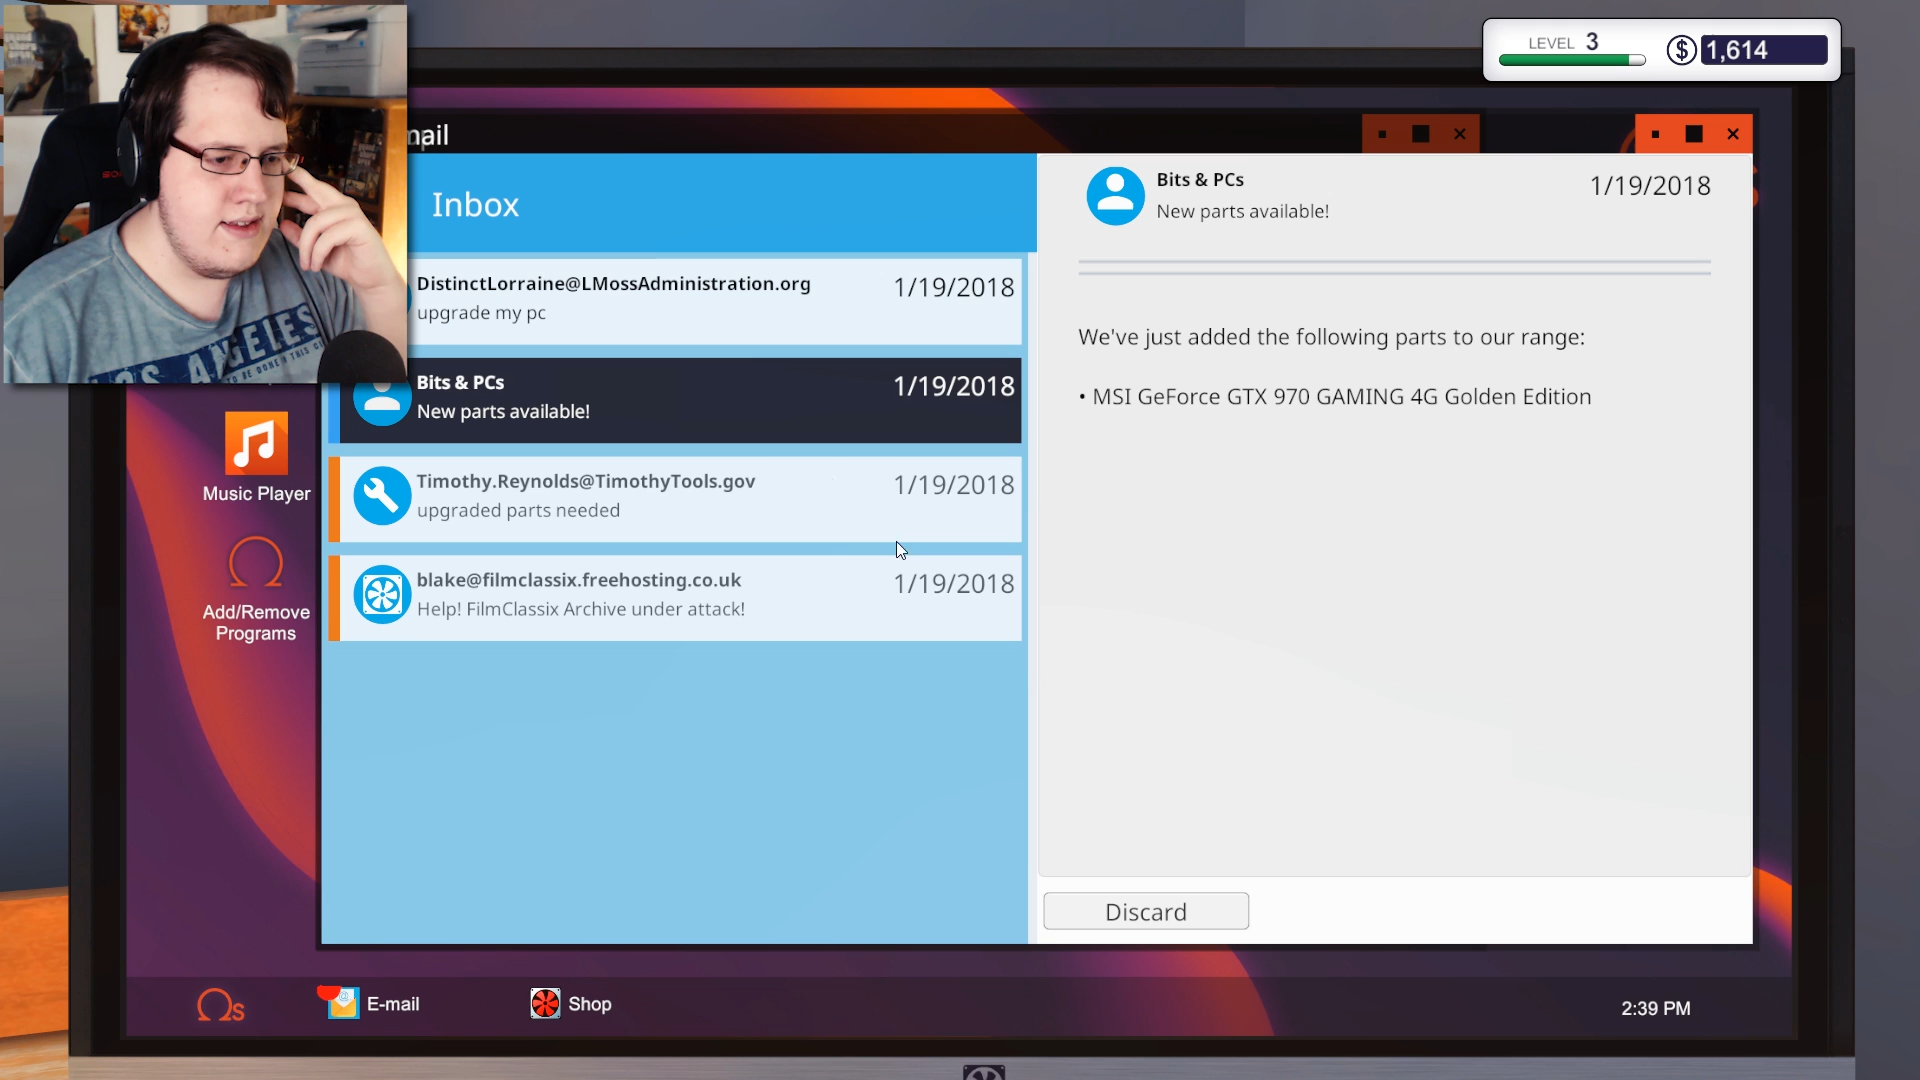 LEVEL 3
$ 1,614
mail
Inbox
DistinctLorraine@LMossAdministration.org
1/19/2018
upgrade my pc
Bits & PCs
1/19/2018
New parts available!
Timothy.Reynolds@TimothyTools.gov
1/19/2018
upgraded parts needed
blake@filmclassix.freehosting.co.uk
1/19/2018
Help! FilmClassix Archive under attack!
Bits & PCs
1/19/2018
New parts available!
We've just added the following parts to our range:
• MSI GeForce GTX 970 GAMING 4G Golden Edition
Discard
Music Player
Add/Remove
Programs
Ωs
E-mail
Shop
2:39 PM
LOS ANGELES